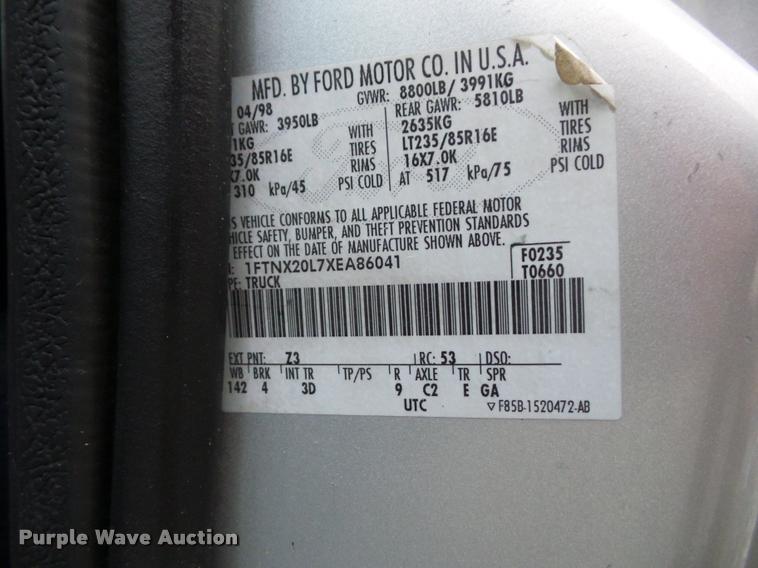 MFD. BY FORD MOTOR CO. IN U.S.A.
04/98 GVWR: 8800LB/ 3991KG
T GAWR: 3950LB WITH REAR GAWR: 5810LB WITH
1KG TIRES 2635KG TIRES
35/85R16E RIMS LT235/85R16E RIMS
X7.0K PSI COLD 16X7.0K PSI COLD
310 kPa/45 AT 517 kPa/75
S VEHICLE CONFORMS TO ALL APPLICABLE FEDERAL MOTOR
HICLE SAFETY, BUMPER, AND THEFT PREVENTION STANDARDS
EFFECT ON THE DATE OF MANUFACTURE SHOWN ABOVE.
: 1FTNX20L7XEA86041 F0235
PE: TRUCK T0660
EXT PNT: Z3 RC: 53 DSO:
WB BRK INT TR TP/PS R AXLE TR SPR
142 4 3D 9 C2 E GA
UTC ▽F85B-1520472-AB
Purple Wave Auction